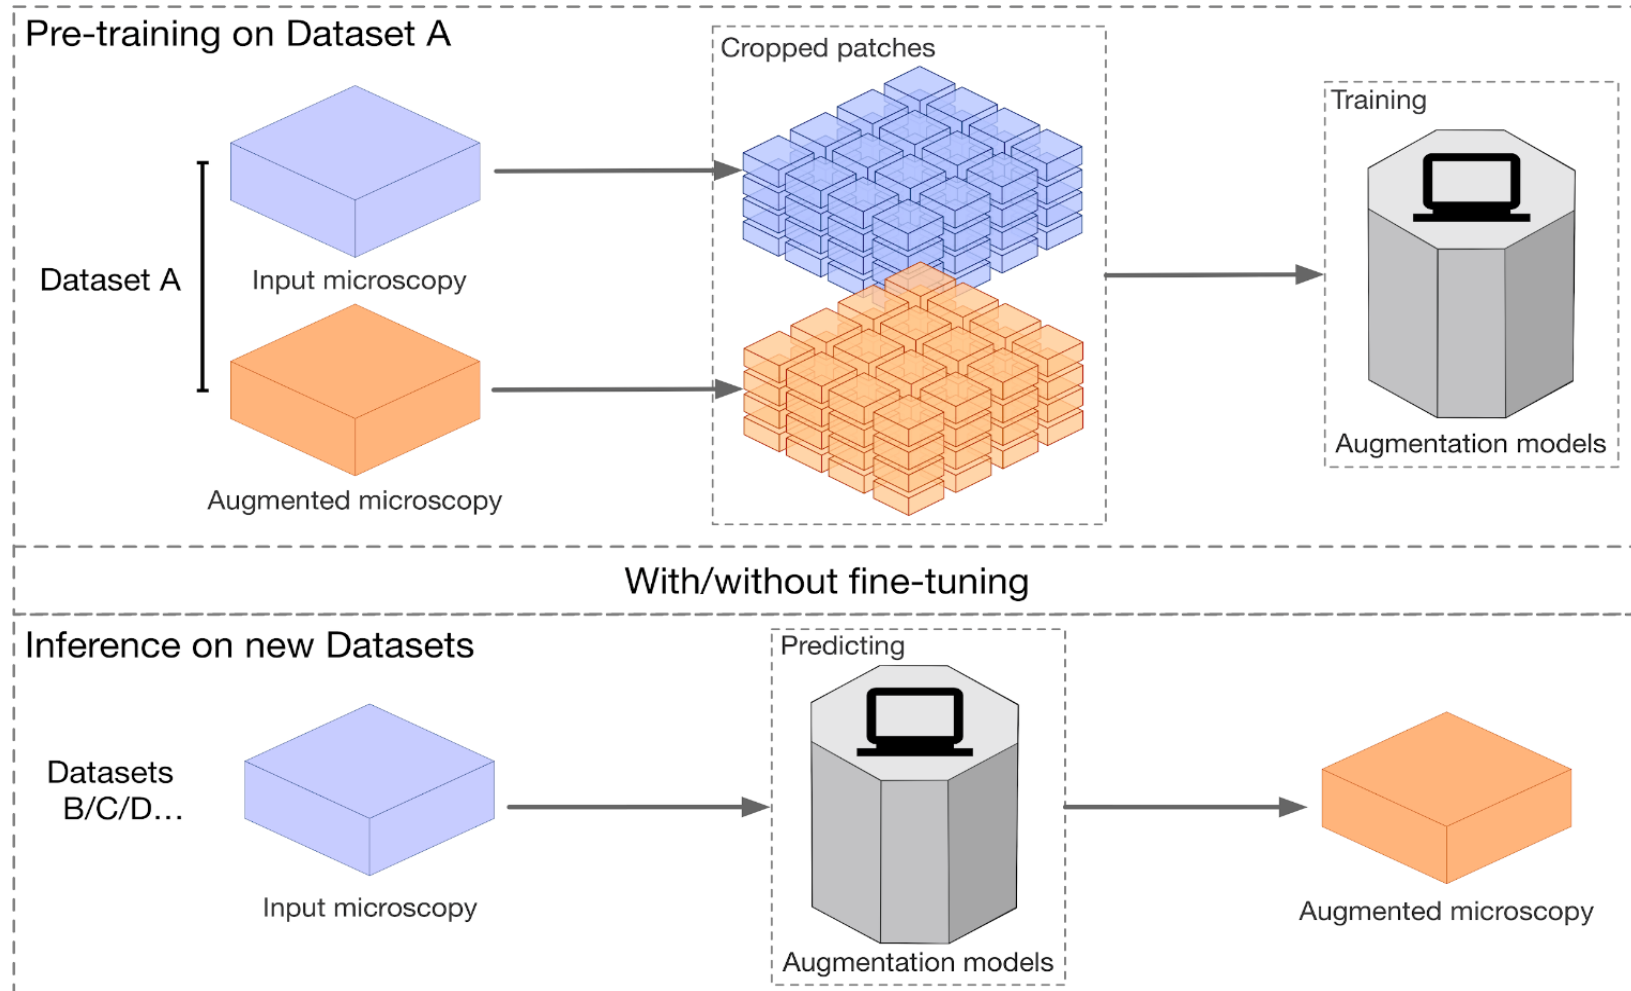 Pre-training on Dataset A
Cropped patches
Training
Dataset A
Input microscopy
Augmented microscopy
Augmentation models
With/without fine-tuning
Inference on new Datasets
Predicting
Datasets
B/C/D...
Input microscopy
Augmentation models
Augmented microscopy